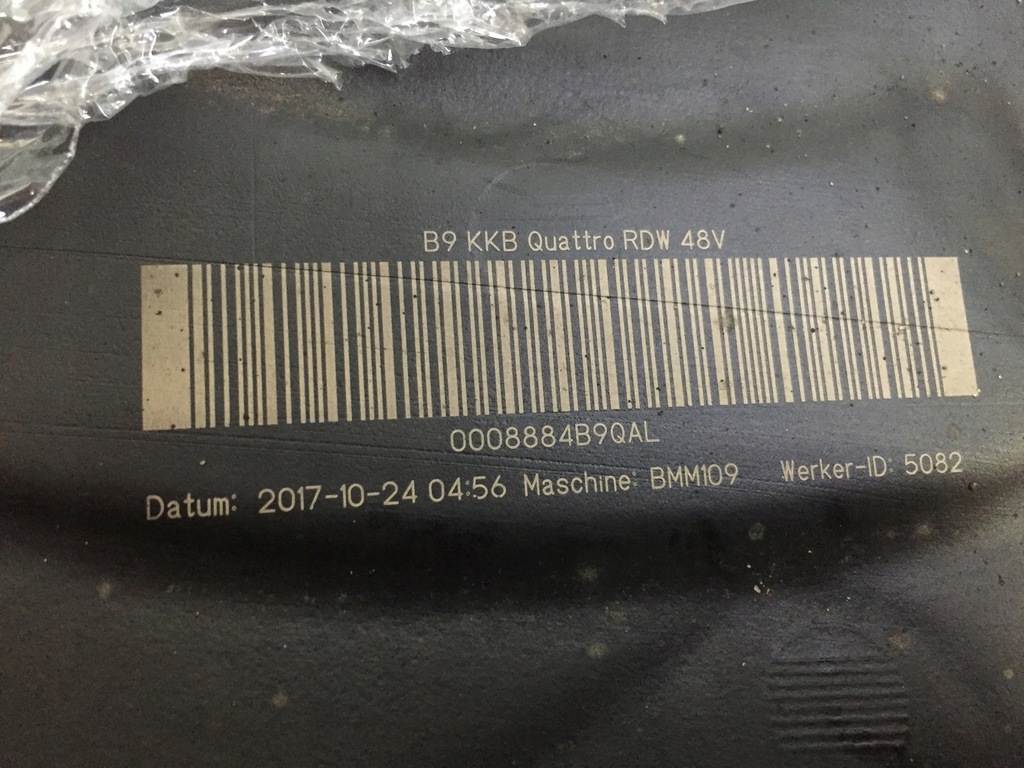 B9 KKB Quattro RDW 48V
0008884B9QAL
Datum: 2017-10-24 04:56 Maschine: BMM109 Werker-ID: 5082